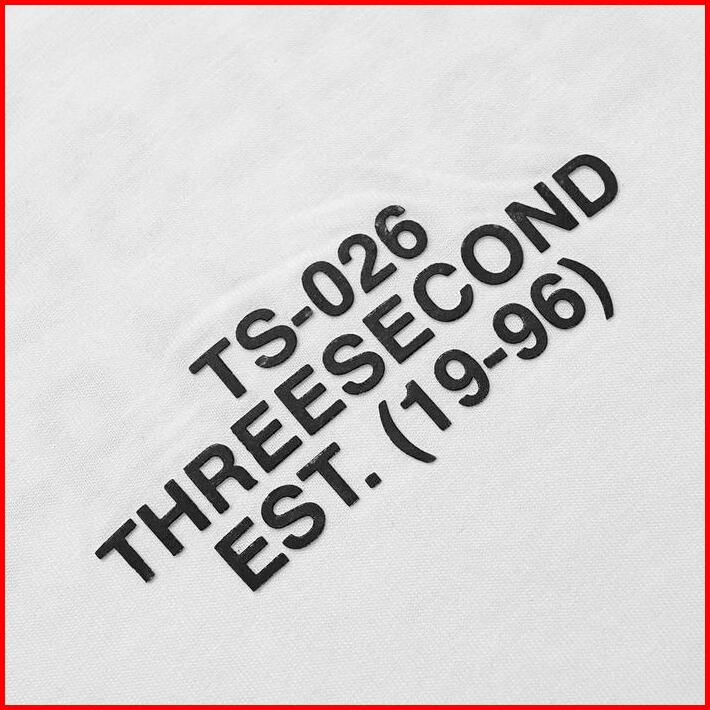 TS-026
THREESECOND
EST. (19-96)